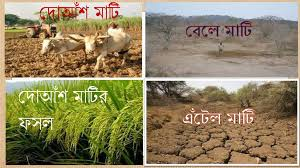 দোআঁশ মাটি
বেলে মাটি
দোআঁশ মাটির
ফসল
এঁটেল মাটি